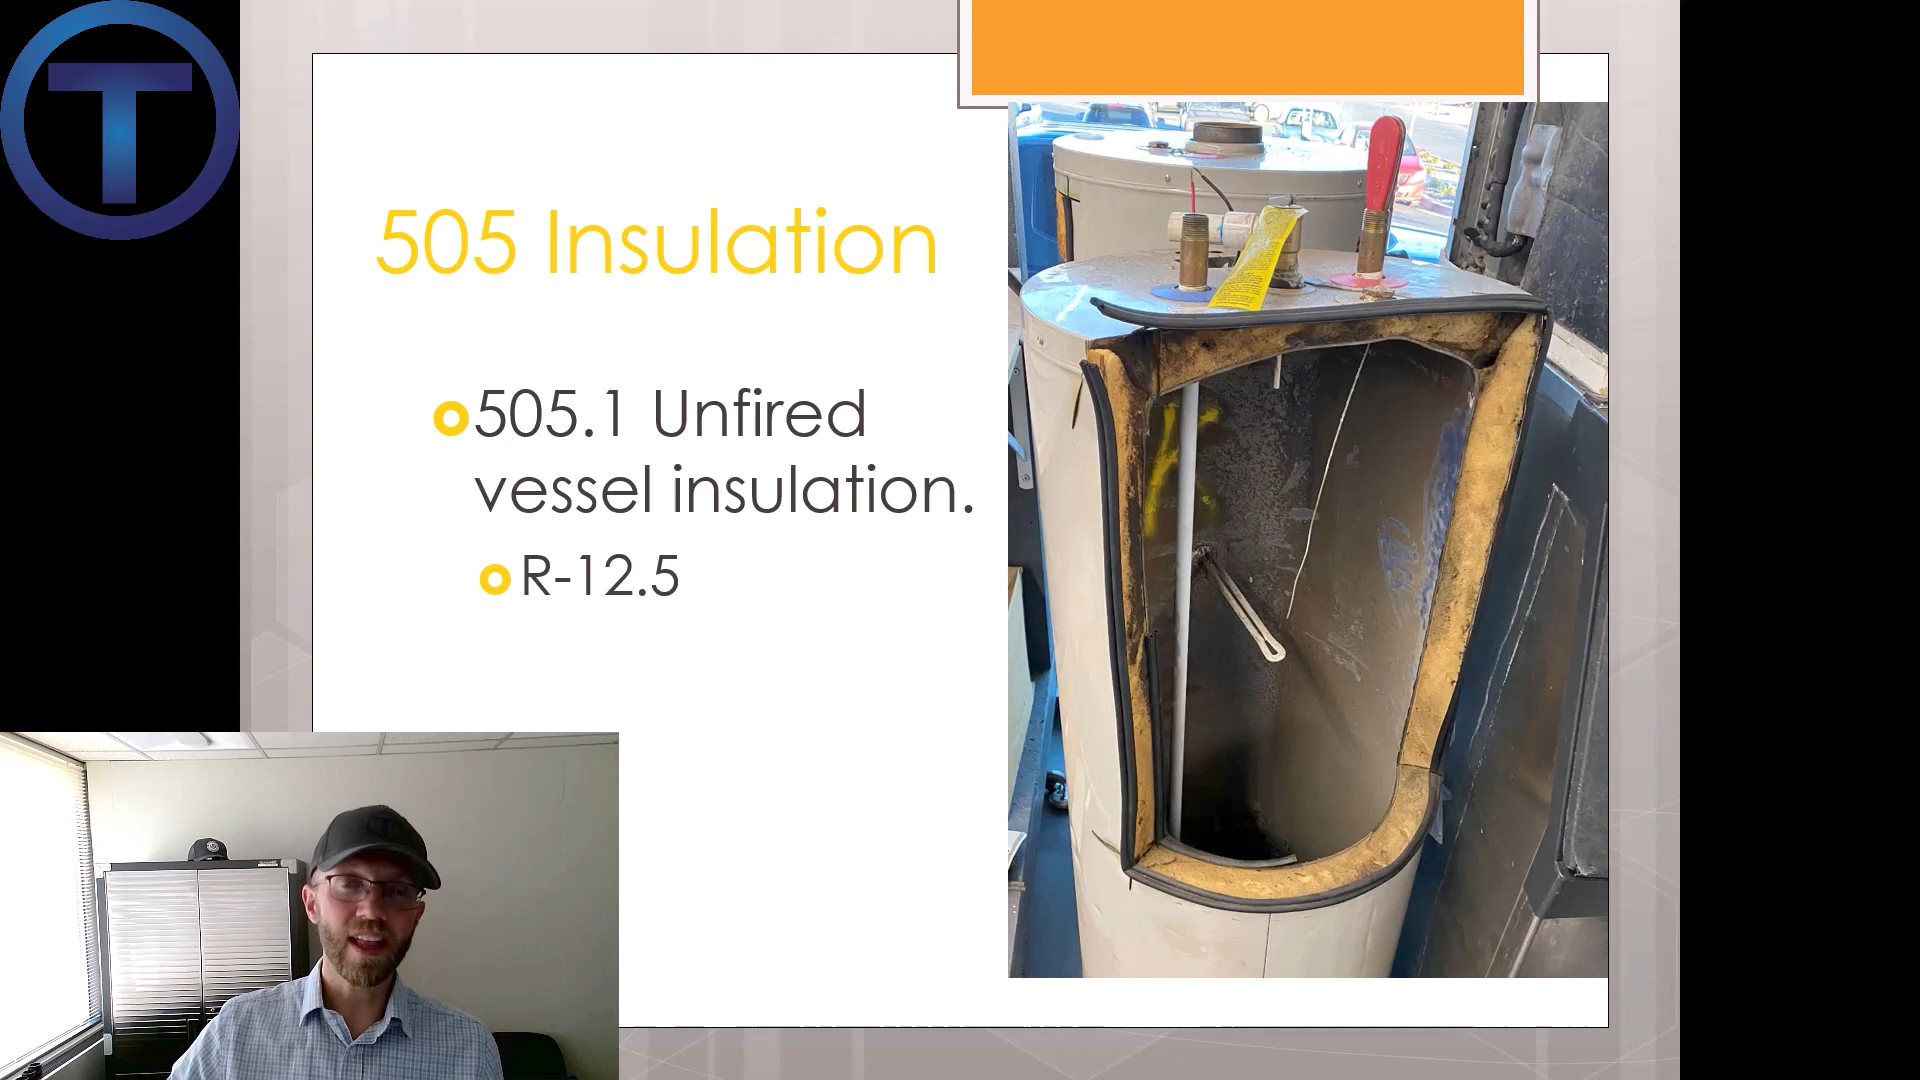 T
505 Insulation
505.1 Unfired
vessel insulation.
R-12.5